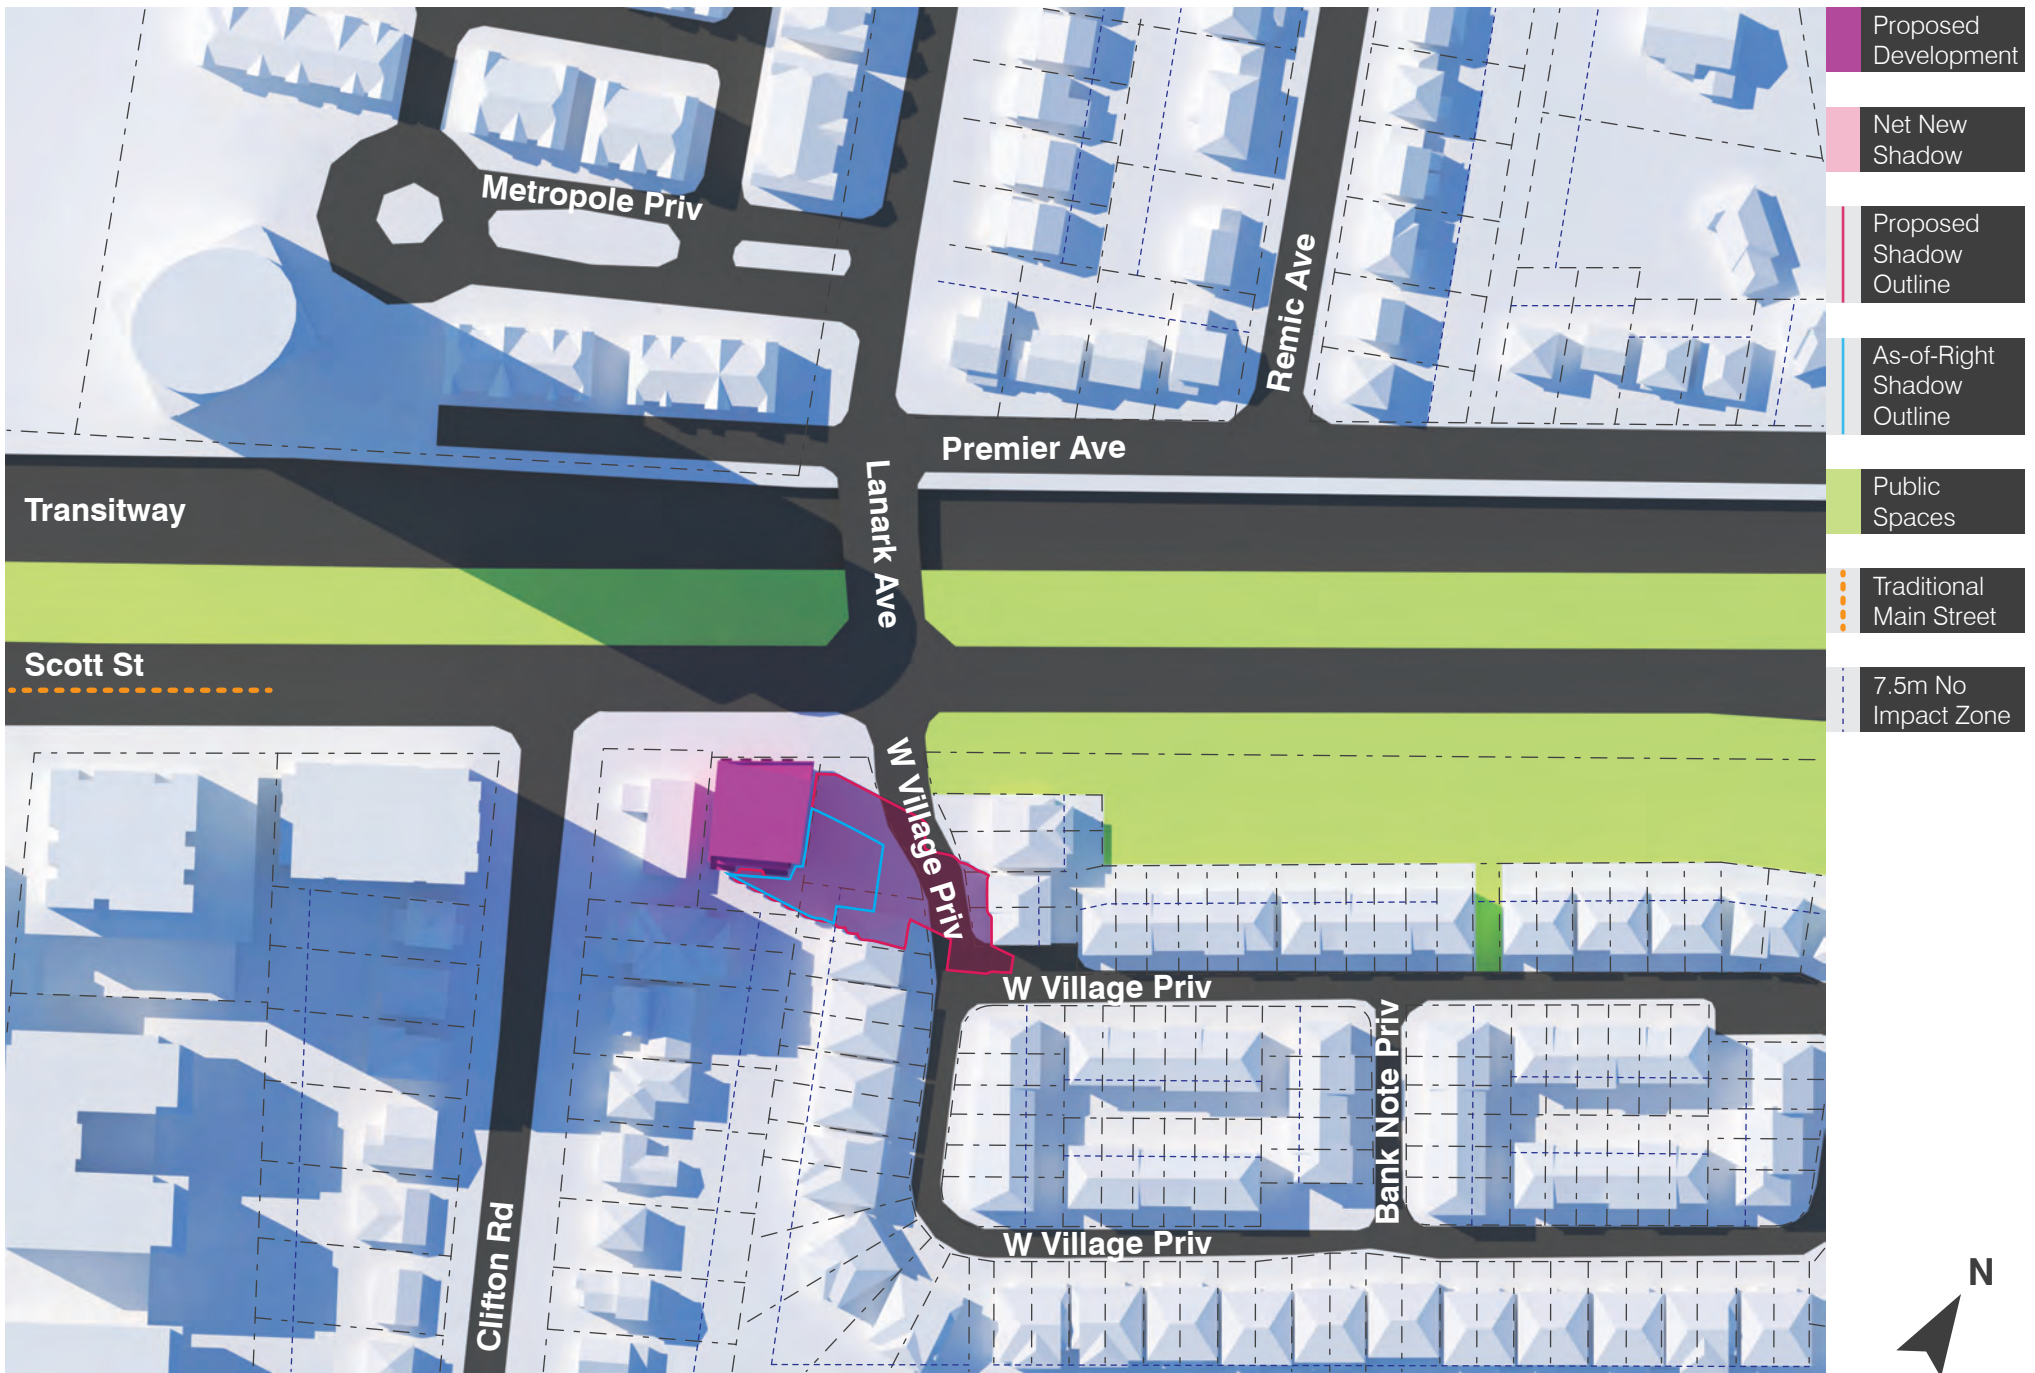 Metropole Priv
Remic Ave
Premier Ave
Lanark Ave
Transitway
Scott St
W Village Priv
W Village Priv
Bank Note Priv
W Village Priv
Clifton Rd
Proposed
Development
Net New
Shadow
Proposed
Shadow
Outline
As-of-Right
Shadow
Outline
Public
Spaces
Traditional
Main Street
7.5m No
Impact Zone
N